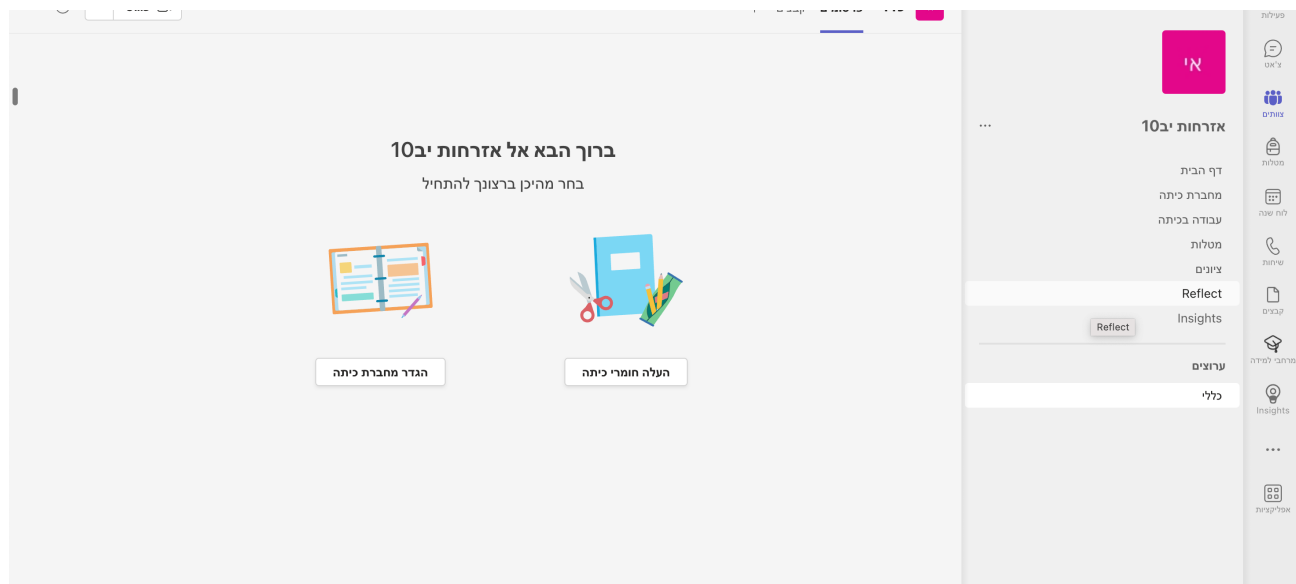 פעילות
צ'אט
צוותים
מטלות
לוח שנה
שיחות
קבצים
מרחבי למידה
Insights
אפליקציות
אי
אזרחות יב10
דף הבית
מחברת כיתה
עבודה בכיתה
מטלות
ציונים
Reflect
Insights
Reflect
ערוצים
כללי
ברוך הבא אל אזרחות יב10
בחר מהיכן ברצונך להתחיל
העלה חומרי כיתה
הגדר מחברת כיתה